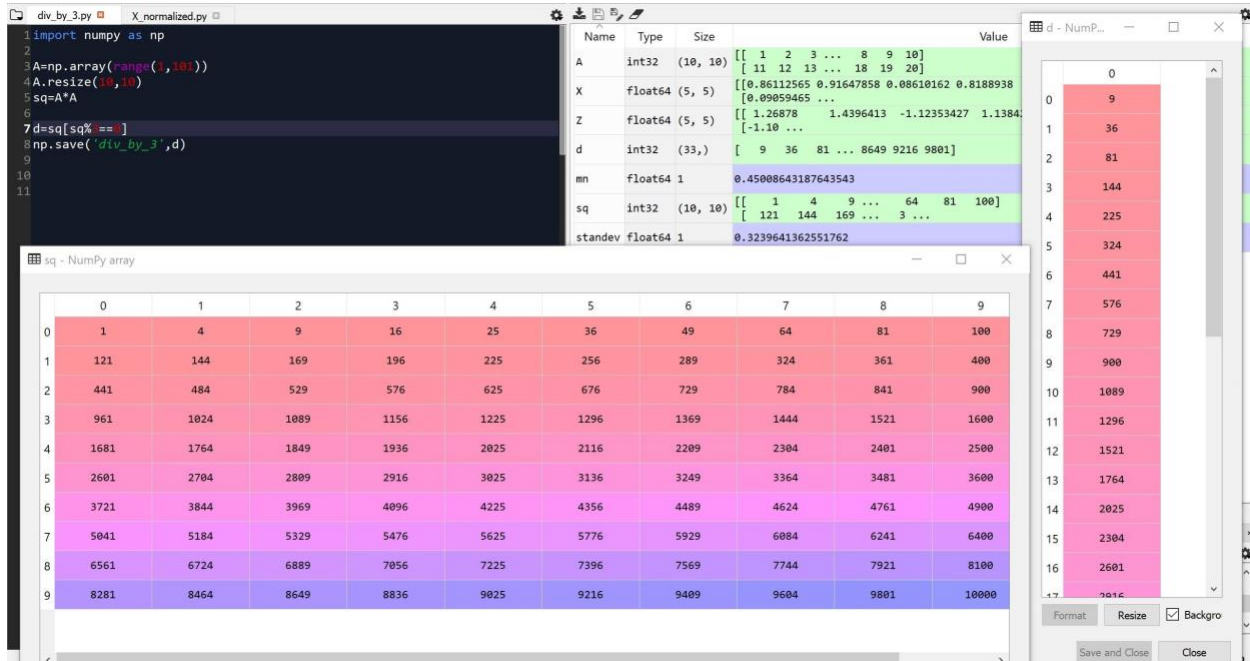 div_by_3.py X_normalized.py
1 import numpy as np
2
3 A=np.array(range(1,101))
4 A.resize(10,10)
5 sq=A*A
6
7 d=sq[sq%3==0]
8 np.save('div_by_3',d)
9
10
11
Name Type Size Value
A int32 (10, 10) [[ 1 2 3 ... 8 9 10]
[ 11 12 13 ... 18 19 20]
X float64 (5, 5) [[0.86112565 0.91647858 0.08610162 0.8188938
[0.09059465 ...
Z float64 (5, 5) [[ 1.26878 1.4396413 -1.12353427 1.1384
[-1.10 ...
d int32 (33,) [ 9 36 81 ... 8649 9216 9801]
mn float64 1 0.45008643187643543
sq int32 (10, 10) [[ 1 4 9 ... 64 81 100]
[ 121 144 169 ... 3 ...
standev float64 1 0.3239641362551762
sq - NumPy array
0 1 2 3 4 5 6 7 8 9
0 1 4 9 16 25 36 49 64 81 100
1 121 144 169 196 225 256 289 324 361 400
2 441 484 529 576 625 676 729 784 841 900
3 961 1024 1089 1156 1225 1296 1369 1444 1521 1600
4 1681 1764 1849 1936 2025 2116 2209 2304 2401 2500
5 2601 2704 2809 2916 3025 3136 3249 3364 3481 3600
6 3721 3844 3969 4096 4225 4356 4489 4624 4761 4900
7 5041 5184 5329 5476 5625 5776 5929 6084 6241 6400
8 6561 6724 6889 7056 7225 7396 7569 7744 7921 8100
9 8281 8464 8649 8836 9025 9216 9409 9604 9801 10000
d - NumP...
0
0 9
1 36
2 81
3 144
4 225
5 324
6 441
7 576
8 729
9 900
10 1089
11 1296
12 1521
13 1764
14 2025
15 2304
16 2601
17 2916
Format Resize Backgro
Save and Close Close